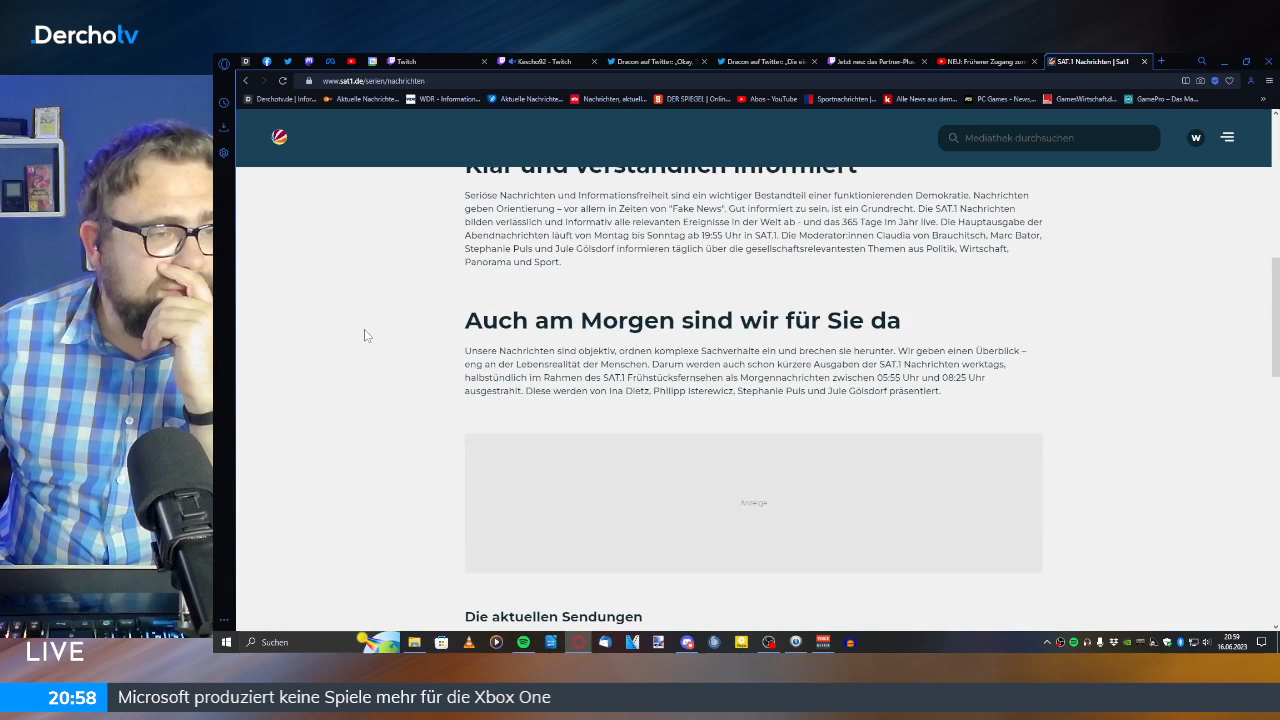 .Derchotv
Twitch
Kascho92 - Twitch
Dracon auf Twitter: „Okay,
Dracon auf Twitter: „Die ein
Jetzt neu: das Partner-Plus
NEU: Früherer Zugang zum
SAT.1 Nachrichten | Sat1
www.sat1.de/serien/nachrichten
Derchotv.de | Infor...
Aktuelle Nachrichte...
WDR - Information...
Aktuelle Nachrichte...
Nachrichten, aktuell...
DER SPIEGEL | Onlin...
Abos - YouTube
Sportnachrichten |...
Alle News aus dem...
PC Games - News,...
GamesWirtschaft.d...
GamePro – Das Ma...
Mediathek durchsuchen
W
Klar und verständlich informiert
Seriöse Nachrichten und Informationsfreiheit sind ein wichtiger Bestandteil einer funktionierenden Demokratie. Nachrichten
geben Orientierung – vor allem in Zeiten von "Fake News". Gut informiert zu sein, ist ein Grundrecht. Die SAT.1 Nachrichten
bilden verlässlich und informativ alle relevanten Ereignisse in der Welt ab - und das 365 Tage im Jahr live. Die Hauptausgabe der
Abendnachrichten läuft von Montag bis Sonntag ab 19:55 Uhr in SAT.1. Die Moderator:innen Claudia von Brauchitsch, Marc Bator,
Stephanie Puls und Jule Gölsdorf informieren täglich über die gesellschaftsrelevantesten Themen aus Politik, Wirtschaft,
Panorama und Sport.
Auch am Morgen sind wir für Sie da
Unsere Nachrichten sind objektiv, ordnen komplexe Sachverhalte ein und brechen sie herunter. Wir geben einen Überblick –
eng an der Lebensrealität der Menschen. Darum werden auch schon kürzere Ausgaben der SAT.1 Nachrichten werktags,
halbstündlich im Rahmen des SAT.1 Frühstücksfernsehen als Morgennachrichten zwischen 05:55 Uhr und 08:25 Uhr
ausgestrahlt. Diese werden von Ina Dietz, Philipp Isterewicz, Stephanie Puls und Jule Gölsdorf präsentiert.
Anzeige
Die aktuellen Sendungen
Suchen
20:59
16.06.2023
LIVE
20:58 Microsoft produziert keine Spiele mehr für die Xbox One